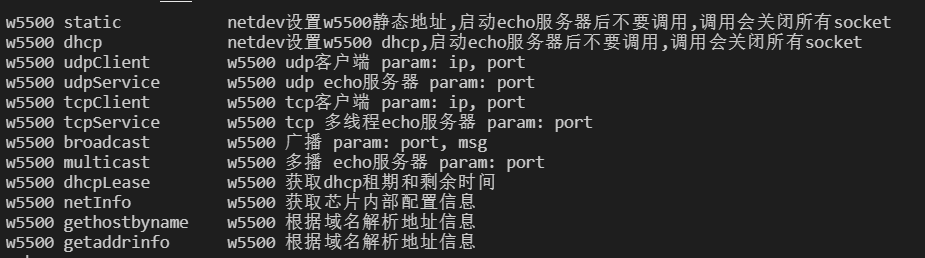 w5500 static netdev设置w5500静态地址,启动echo服务器后不要调用,调用会关闭所有socket
w5500 dhcp netdev设置w5500 dhcp,启动echo服务器后不要调用,调用会关闭所有socket
w5500 udpClient w5500 udp客户端 param: ip, port
w5500 udpService w5500 udp echo服务器 param: port
w5500 tcpClient w5500 tcp客户端 param: ip, port
w5500 tcpService w5500 tcp 多线程echo服务器 param: port
w5500 broadcast w5500 广播 param: port, msg
w5500 multicast w5500 多播 echo服务器 param: port
w5500 dhcpLease w5500 获取dhcp租期和剩余时间
w5500 netInfo w5500 获取芯片内部配置信息
w5500 gethostbyname w5500 根据域名解析地址信息
w5500 getaddrinfo w5500 根据域名解析地址信息